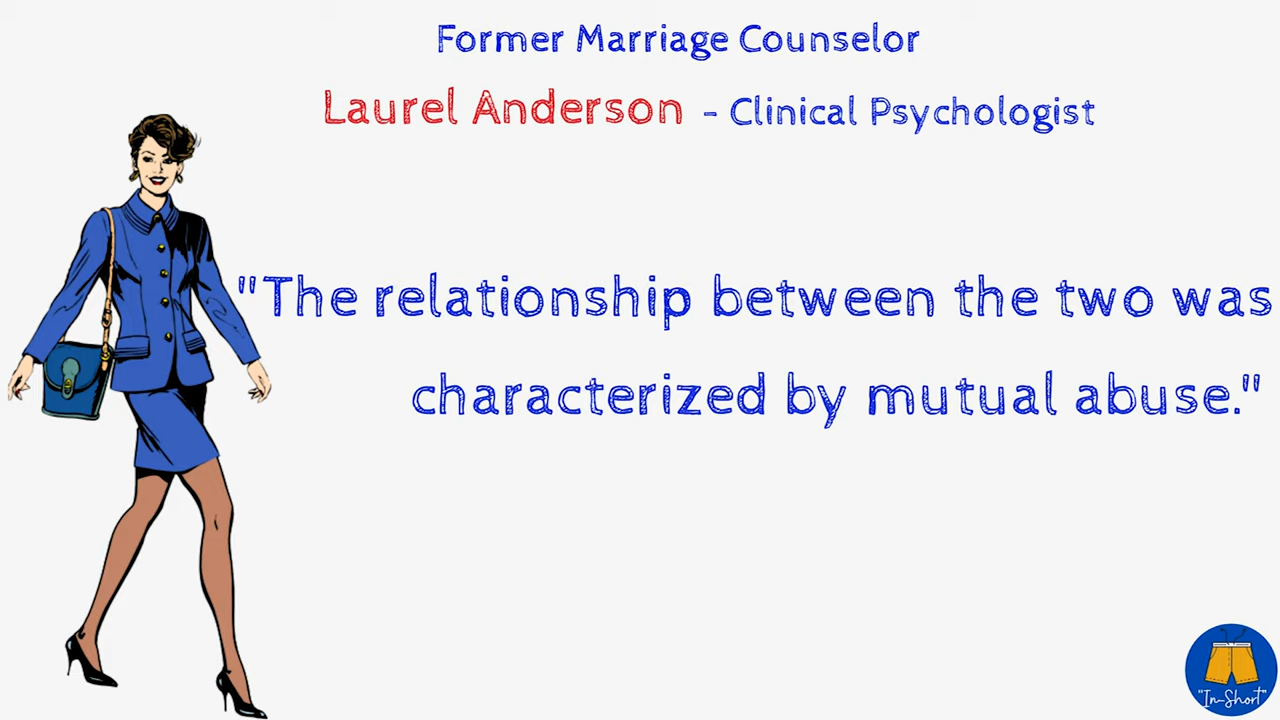 Former Marriage Counselor
Laurel Anderson - Clinical Psychologist
"The relationship between the two was
characterized by mutual abuse."
"In-Short"